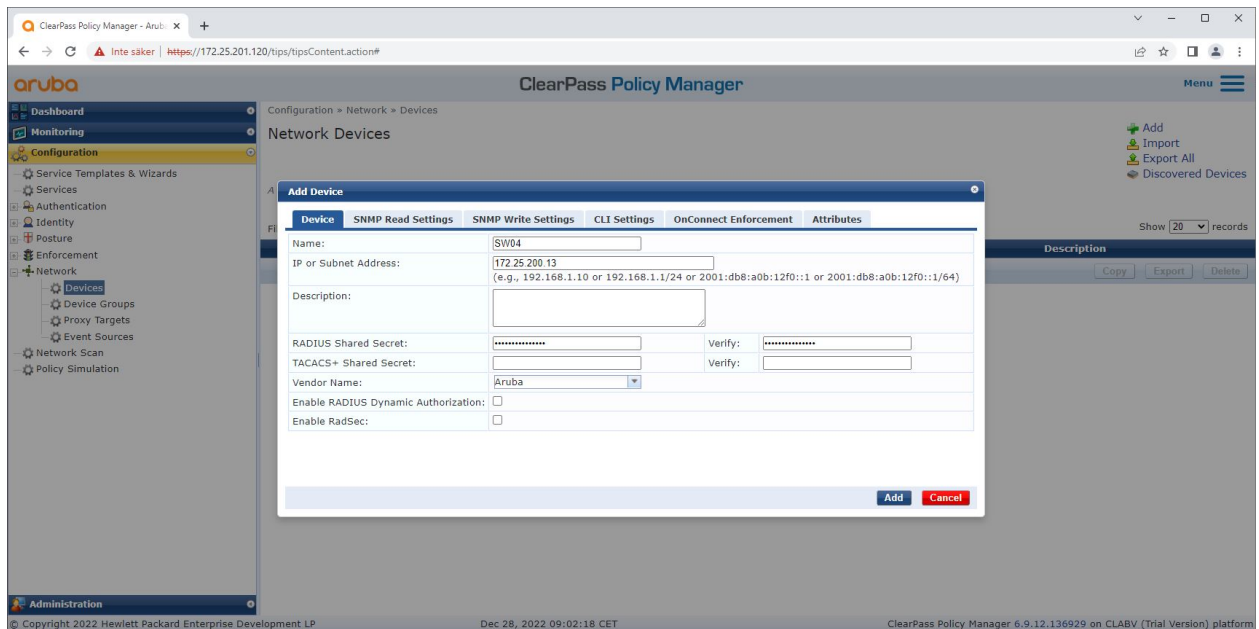 ClearPass Policy Manager - Aruba
Inte säker | https://172.25.201.120/tips/tipsContent.action#
aruba
ClearPass Policy Manager
Menu
Dashboard
Monitoring
Configuration
Service Templates & Wizards
Services
Authentication
Identity
Posture
Enforcement
Network
Devices
Device Groups
Proxy Targets
Event Sources
Network Scan
Policy Simulation
Administration
Configuration » Network » Devices
Network Devices
Add
Import
Export All
Discovered Devices
A
Fi
Show 20 records
Description
Copy Export Delete
Add Device
Device SNMP Read Settings SNMP Write Settings CLI Settings OnConnect Enforcement Attributes
Name: SW04
IP or Subnet Address: 172.25.200.13
(e.g., 192.168.1.10 or 192.168.1.1/24 or 2001:db8:a0b:12f0::1 or 2001:db8:a0b:12f0::1/64)
Description:
RADIUS Shared Secret: ••••••••••••••• Verify: •••••••••••••••
TACACS+ Shared Secret: Verify:
Vendor Name: Aruba
Enable RADIUS Dynamic Authorization:
Enable RadSec:
Add Cancel
© Copyright 2022 Hewlett Packard Enterprise Development LP Dec 28, 2022 09:02:18 CET ClearPass Policy Manager 6.9.12.136929 on CLABV (Trial Version) platform